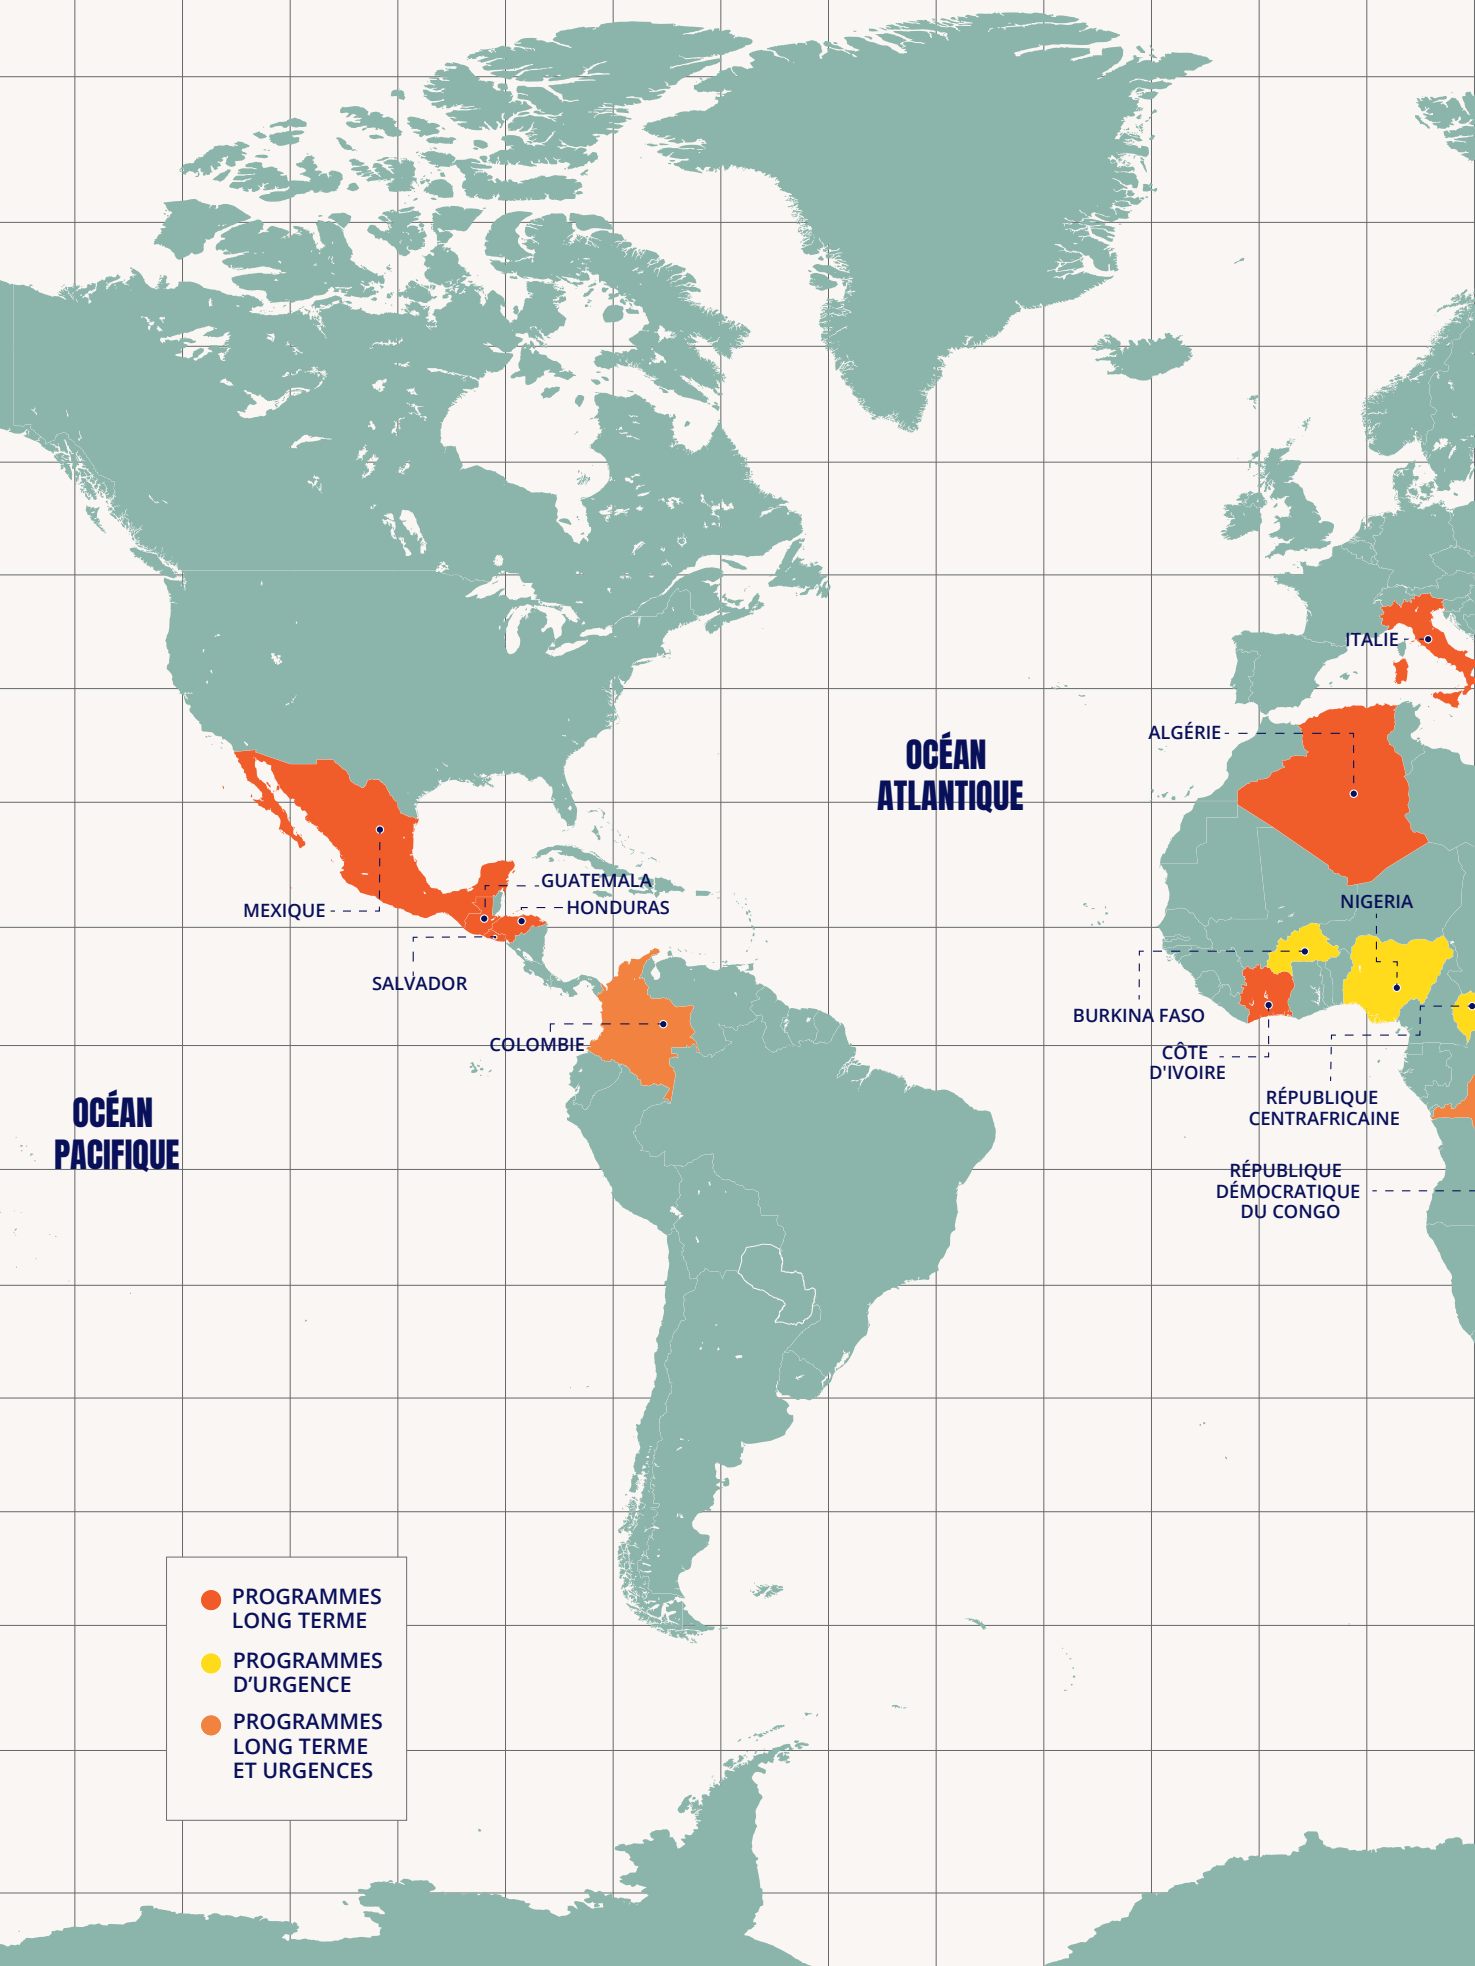 ITALIE
ALGÉRIE
OCÉAN
ATLANTIQUE
GUATEMALA
HONDURAS
MEXIQUE
SALVADOR
NIGERIA
BURKINA FASO
CÔTE
D'IVOIRE
COLOMBIE
RÉPUBLIQUE
CENTRAFRICAINE
OCÉAN
PACIFIQUE
RÉPUBLIQUE
DÉMOCRATIQUE
DU CONGO
PROGRAMMES
LONG TERME
PROGRAMMES
D’URGENCE
PROGRAMMES
LONG TERME
ET URGENCES